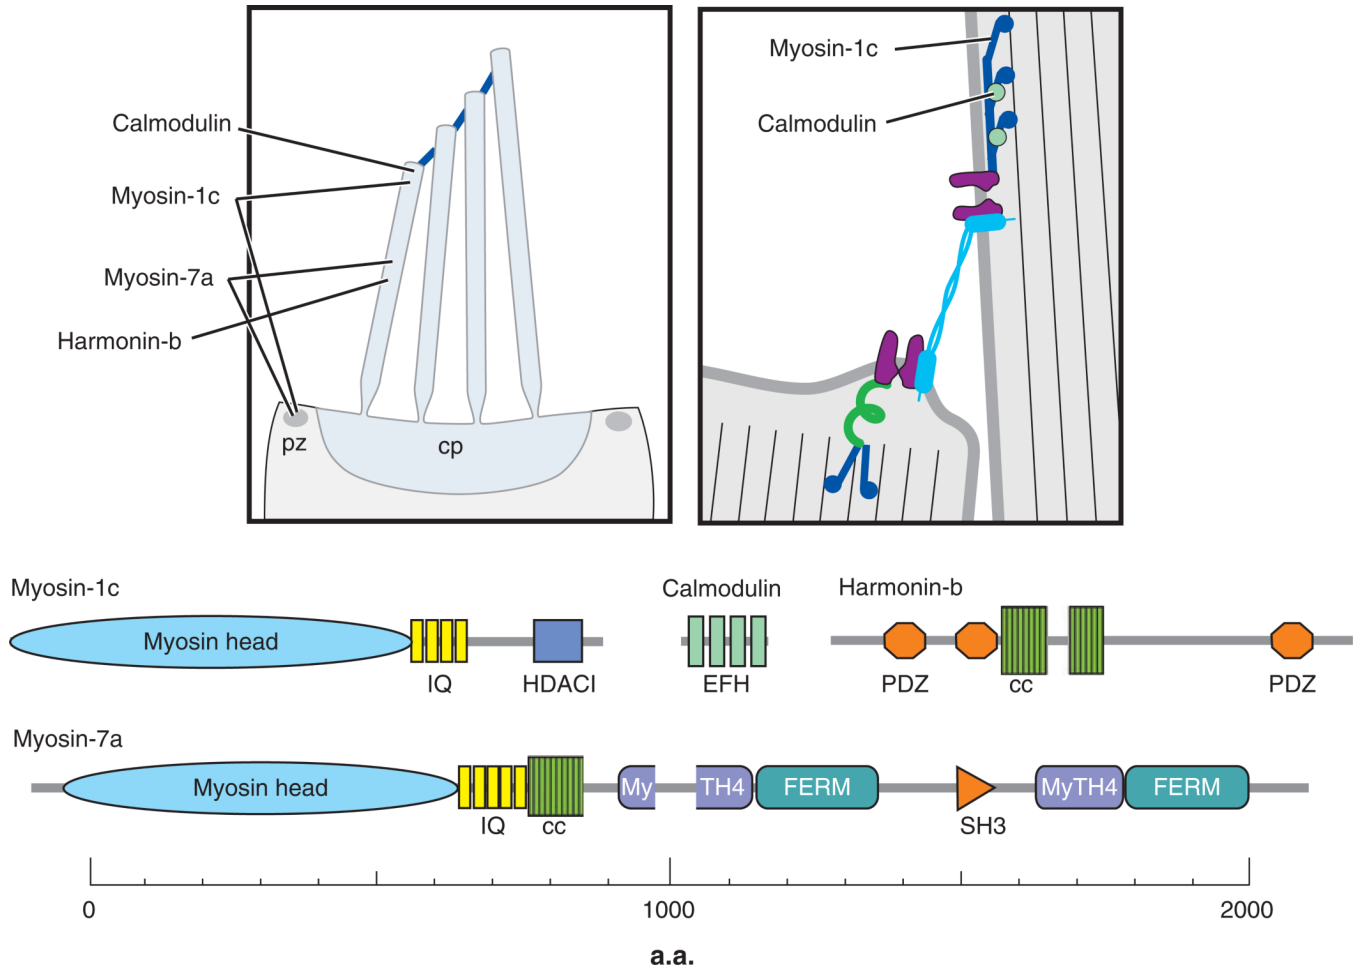 Calmodulin
Myosin-1c
Myosin-7a
Harmonin-b
pz
cp
Myosin-1c
Calmodulin
Myosin-1c
Calmodulin
Harmonin-b
Myosin head
IQ
HDACI
EFH
PDZ
cc
PDZ
Myosin-7a
Myosin head
My
TH4
FERM
MyTH4
FERM
IQ
cc
SH3
0
1000
2000
a.a.